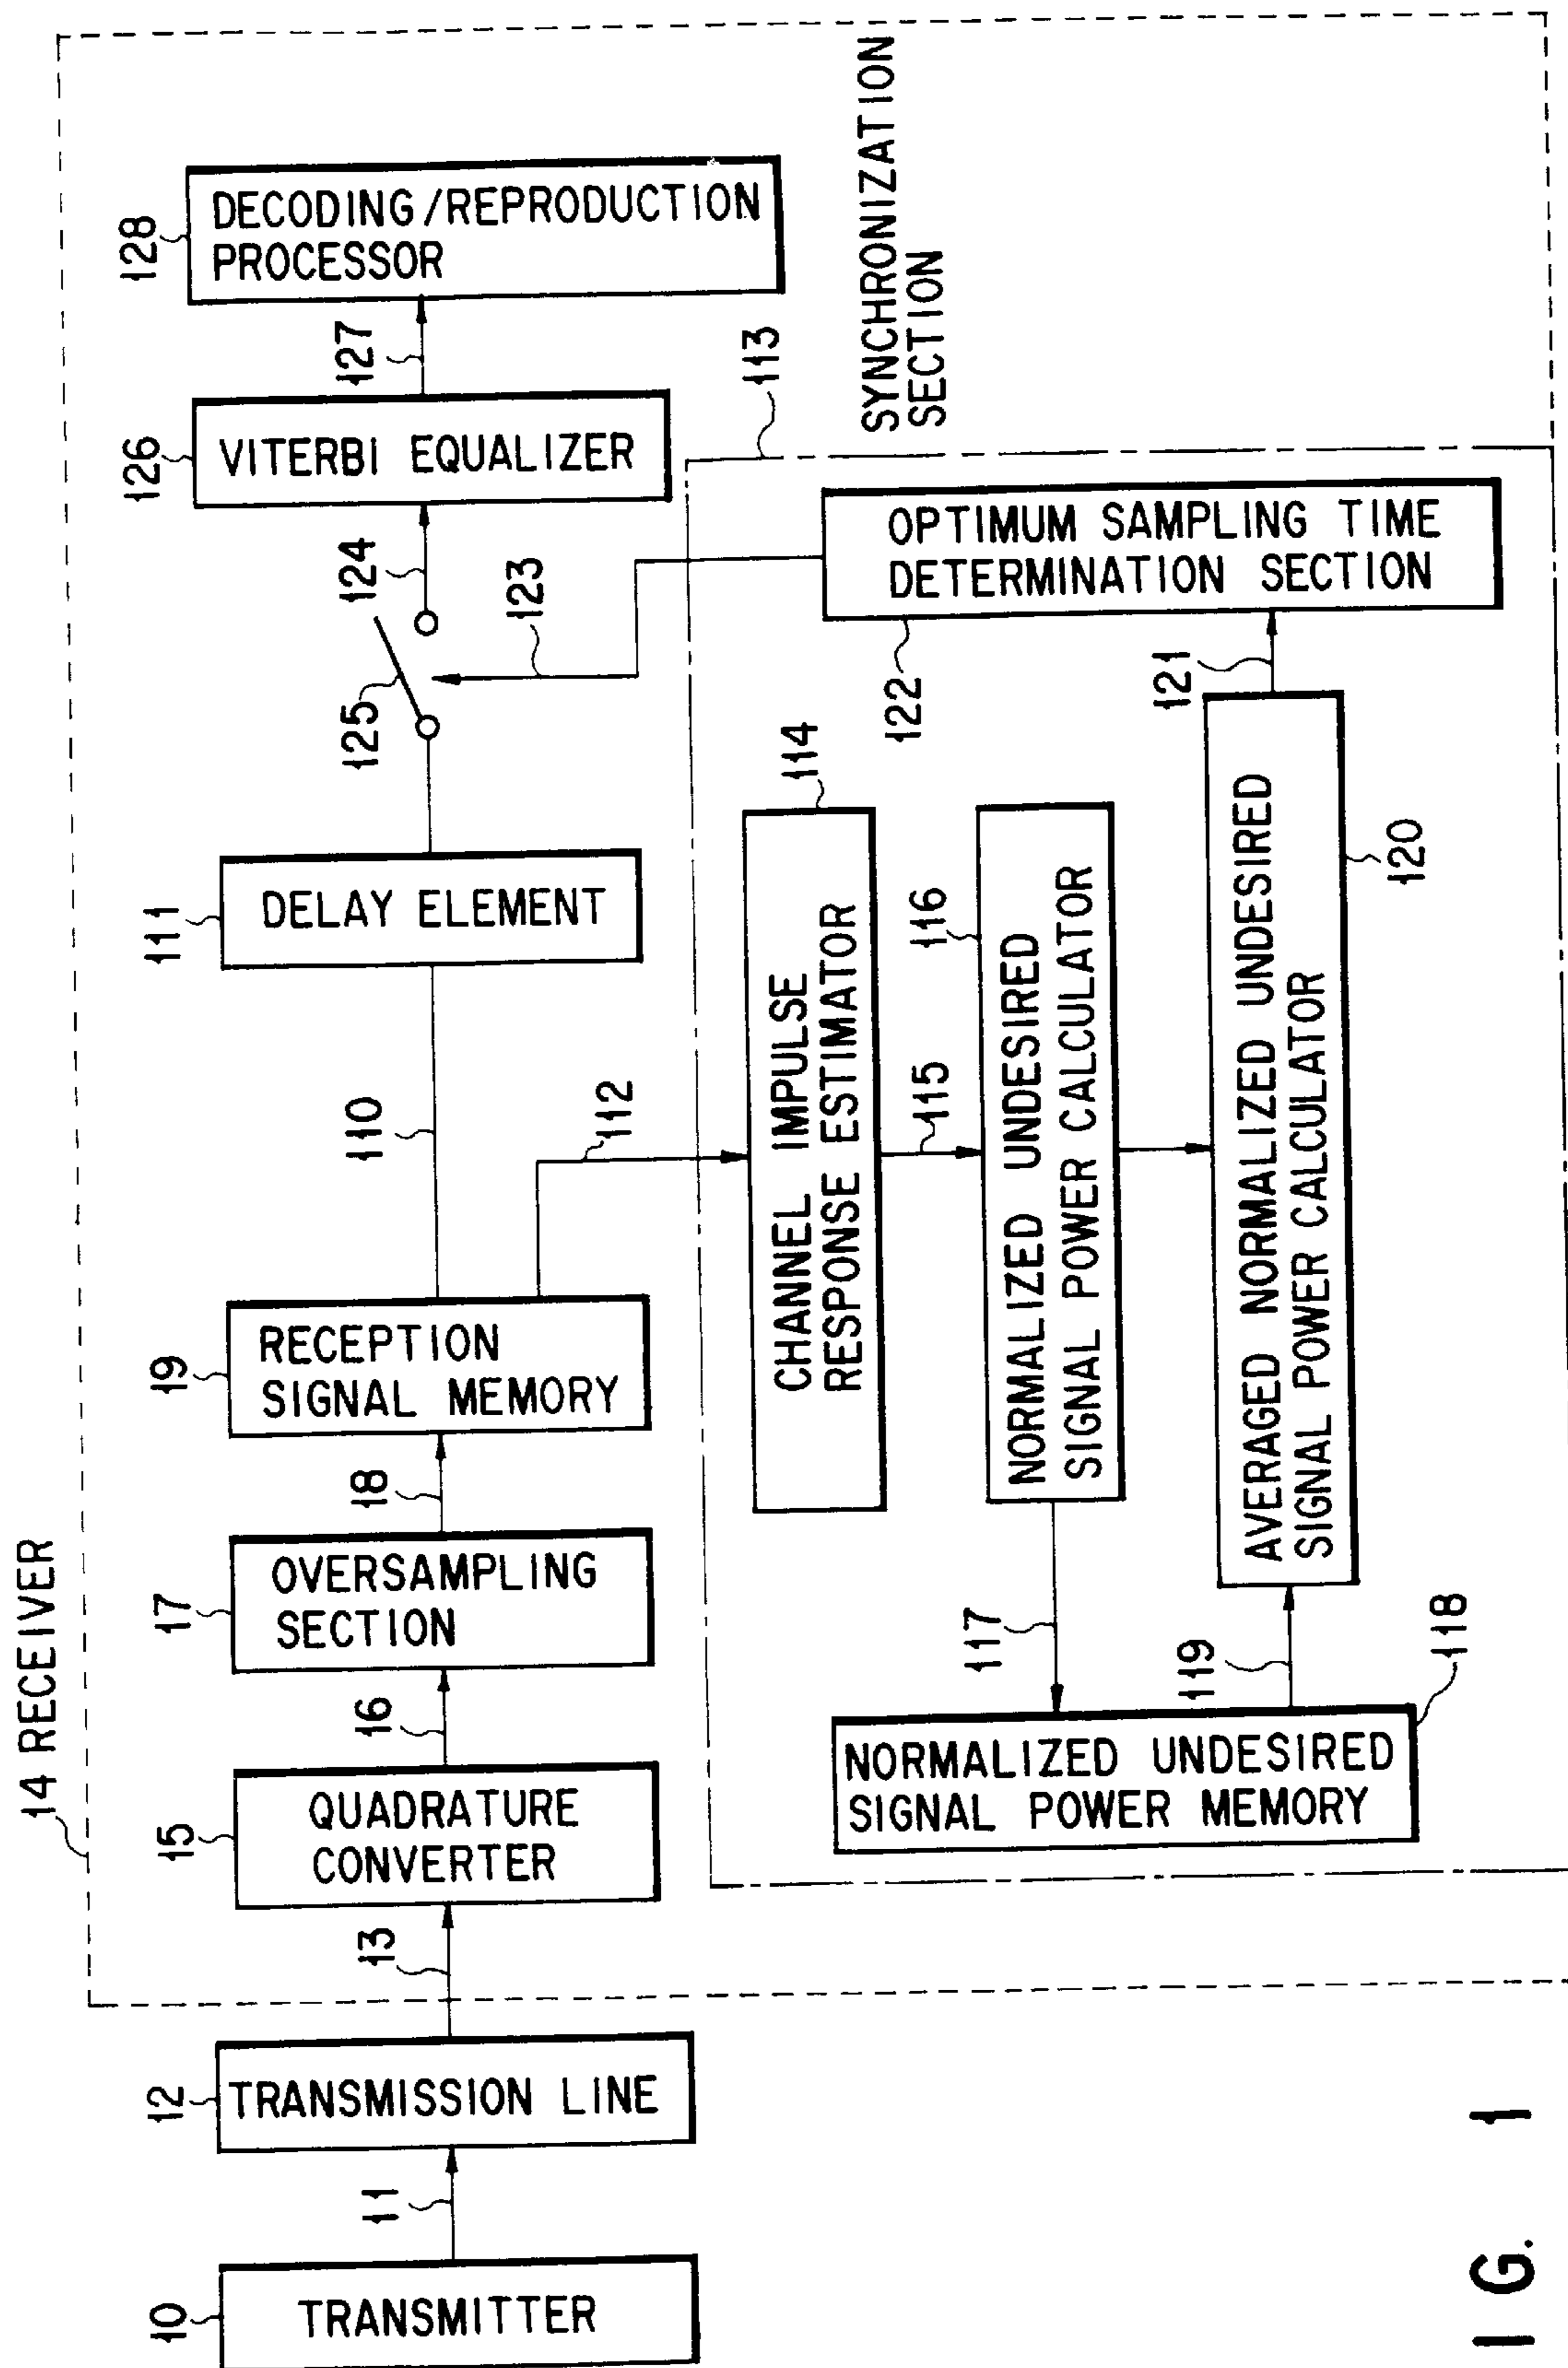 14 RECEIVER
10
TRANSMITTER
11
12
TRANSMISSION LINE
13
15
QUADRATURE
CONVERTER
16
17
OVERSAMPLING
SECTION
18
19
RECEPTION
SIGNAL MEMORY
110
111
DELAY ELEMENT
125
124
126
VITERBI EQUALIZER
127
128
DECODING/REPRODUCTION
PROCESSOR
112
123
113
SYNCHRONIZATION
SECTION
114
CHANNEL IMPULSE
RESPONSE ESTIMATOR
115
116
NORMALIZED UNDESIRED
SIGNAL POWER CALCULATOR
117
NORMALIZED UNDESIRED
SIGNAL POWER MEMORY
118
119
AVERAGED NORMALIZED UNDESIRED
SIGNAL POWER CALCULATOR
120
121
122
OPTIMUM SAMPLING TIME
DETERMINATION SECTION
IG. 1